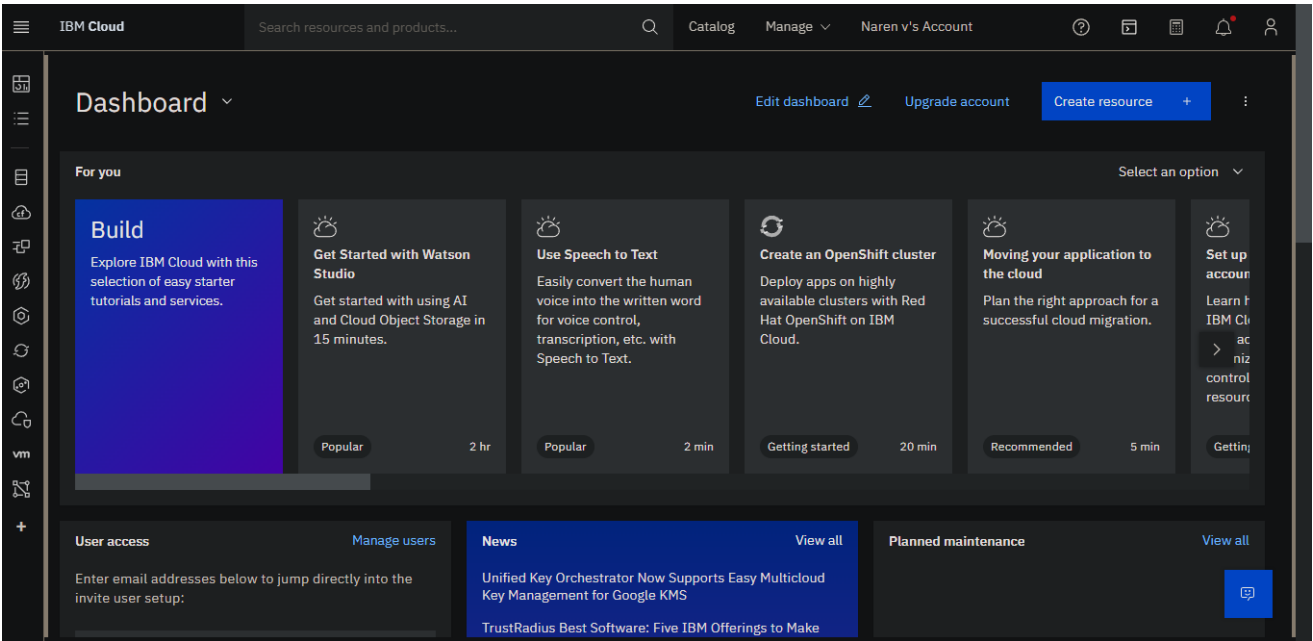 IBM Cloud
Search resources and products...
Catalog
Manage
Naren v's Account
Dashboard
Edit dashboard
Upgrade account
Create resource +
For you
Select an option
Build
Explore IBM Cloud with this
selection of easy starter
tutorials and services.
Get Started with Watson
Studio
Get started with using AI
and Cloud Object Storage in
15 minutes.
Popular
2 hr
Use Speech to Text
Easily convert the human
voice into the written word
for voice control,
transcription, etc. with
Speech to Text.
Popular
2 min
Create an OpenShift cluster
Deploy apps on highly
available clusters with Red
Hat OpenShift on IBM
Cloud.
Getting started
20 min
Moving your application to
the cloud
Plan the right approach for a
successful cloud migration.
Recommended
5 min
Set up
Learn
IBM
control
vm
User access
Manage users
Enter email addresses below to jump directly into the
invite user setup:
News
View all
Unified Key Orchestrator Now Supports Easy Multicloud
Key Management for Google KMS
TrustRadius Best Software: Five IBM Offerings to Make
Planned maintenance
View all